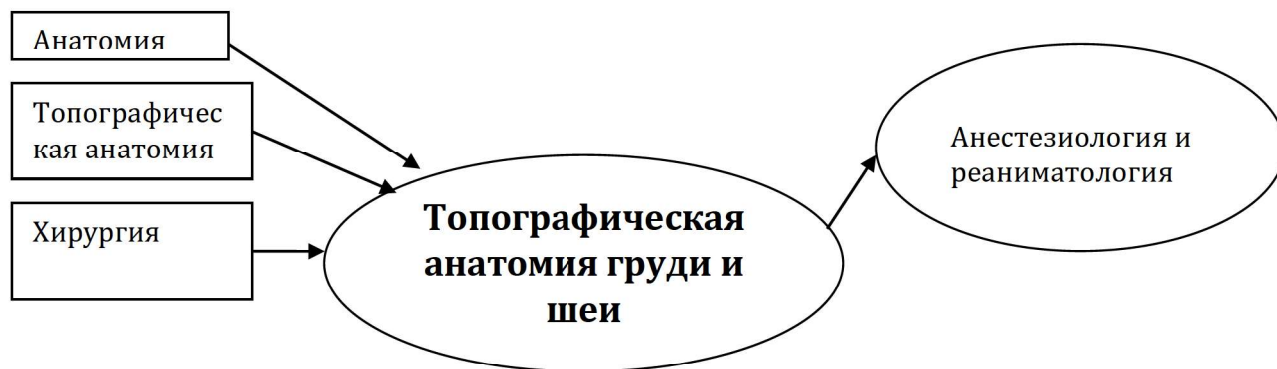 Анатомия
Топографичес
кая анатомия
Хирургия
Топографическая
анатомия груди и
шеи
Анестезиология и
реаниматология